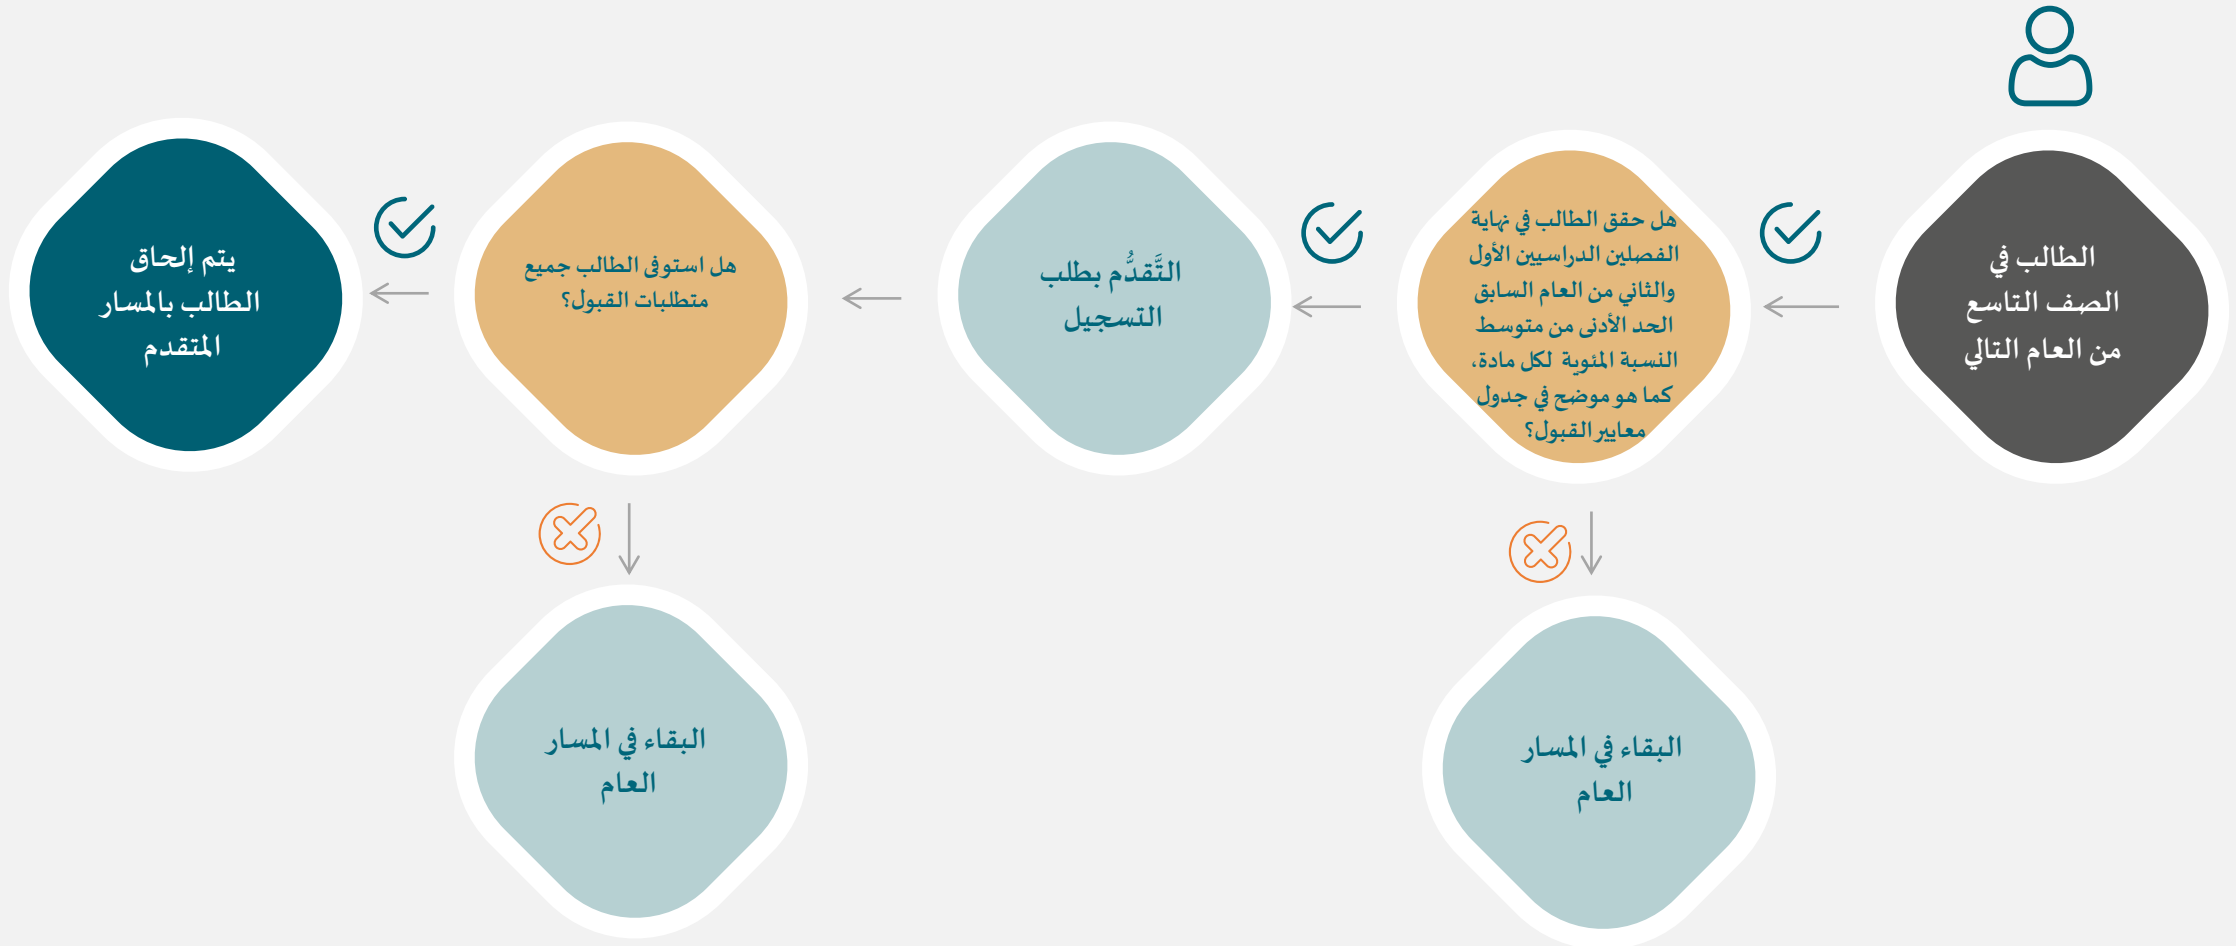 الطالب في
الصف التاسع
من العام التالي
هل حقق الطالب في نهاية
الفصلين الدراسيين الأول
والثاني من العام السابق
الحد الأدنى من متوسط
النسبة المئوية لكل مادة،
كما هو موضح في جدول
معايير القبول؟
التَّقدُّم بطلب
التسجيل
هل استوفى الطالب جميع
متطلبات القبول؟
يتم إلحاق
الطالب بالمسار
المتقدم
البقاء في المسار
العام
البقاء في المسار
العام